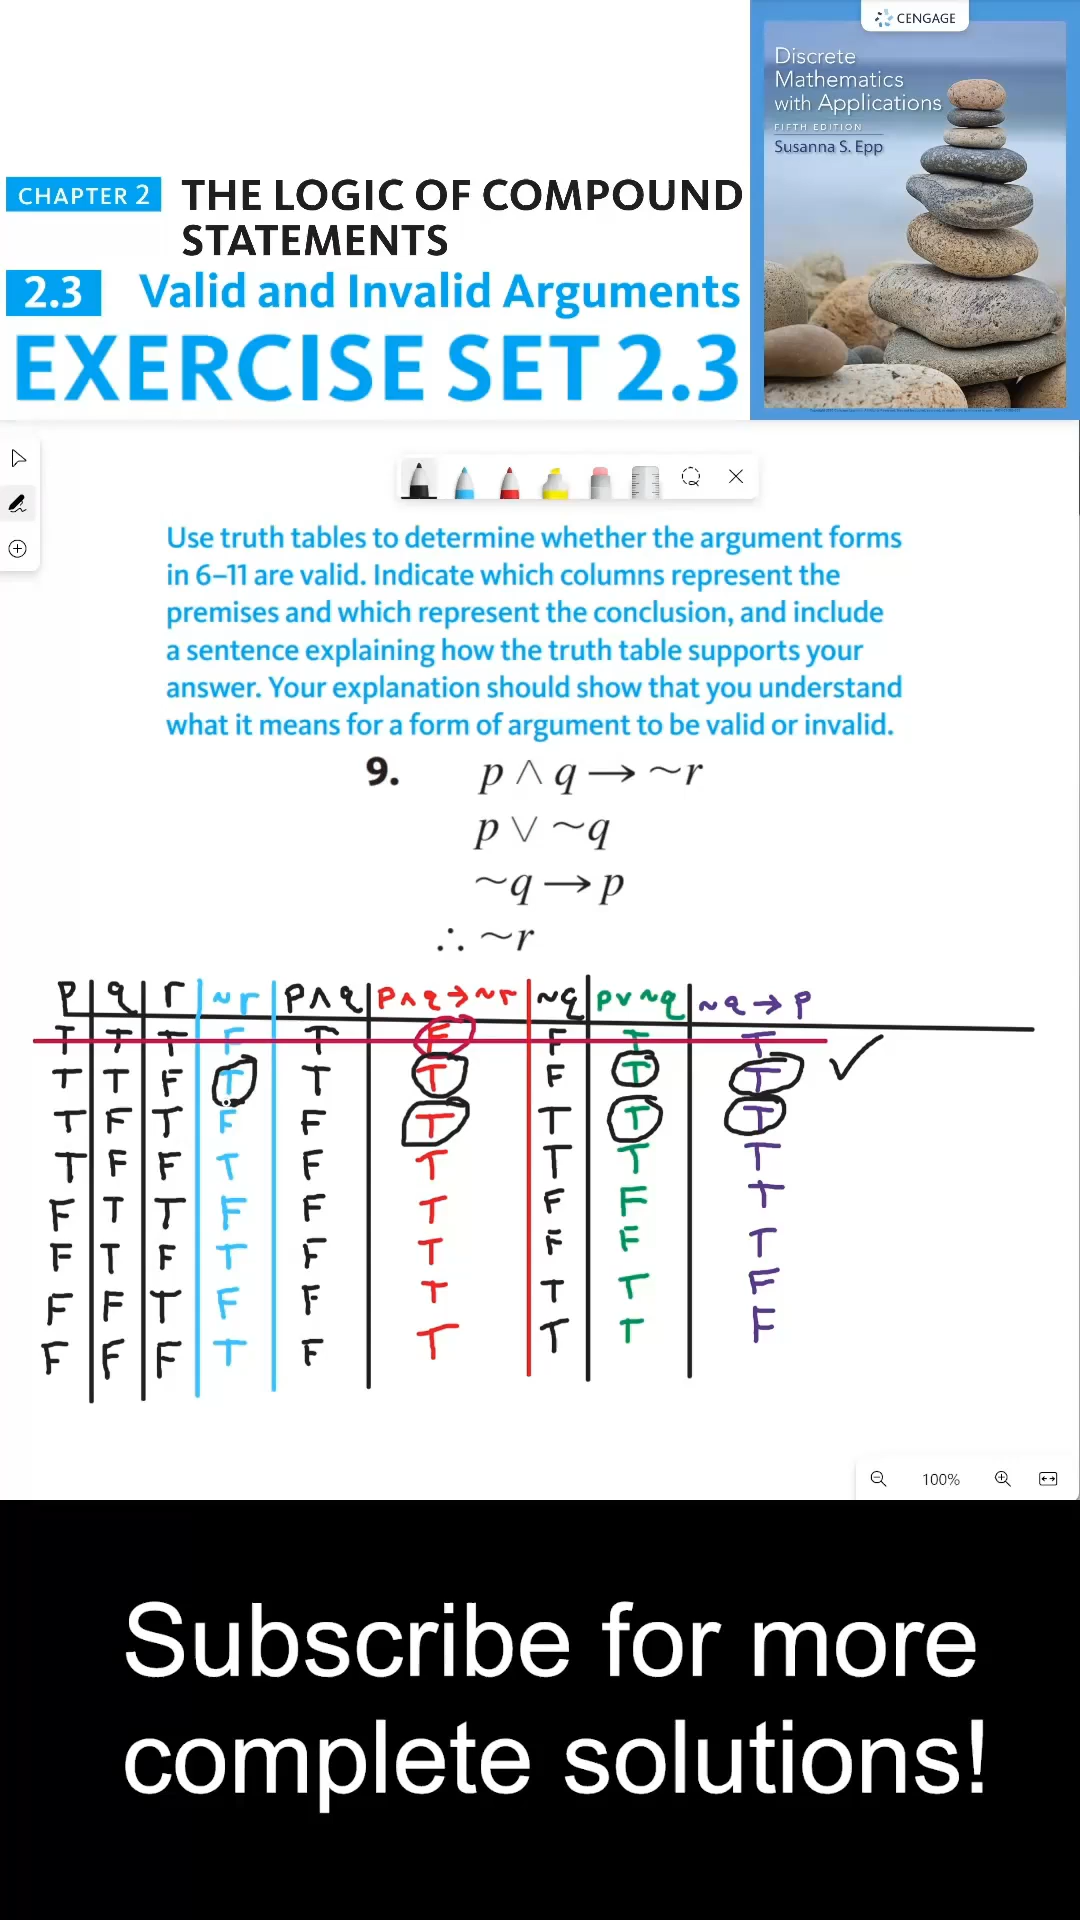 CENGAGE
Discrete
Mathematics
with Applications
FIFTH EDITION
Susanna S. Epp
CHAPTER 2 THE LOGIC OF COMPOUND
STATEMENTS
2.3 Valid and Invalid Arguments
EXERCISE SET 2.3
Use truth tables to determine whether the argument forms
in 6–11 are valid. Indicate which columns represent the
premises and which represent the conclusion, and include
a sentence explaining how the truth table supports your
answer. Your explanation should show that you understand
what it means for a form of argument to be valid or invalid.
9. p ∧ q → ~r
p ∨ ~q
~q → p
∴ ~r
p q r ~r p ∧ q p ∧ q → ~r ~q p ∨ ~q ~q → p
T T T F T F F T T
T T F T T T F T T ✓
T F T F F T T T T
T F F T F T T T T
F T T F F T F F T
F T F T F T F F T
F F T F F T T T F
F F F T F T T T F
100%
Subscribe for more
complete solutions!